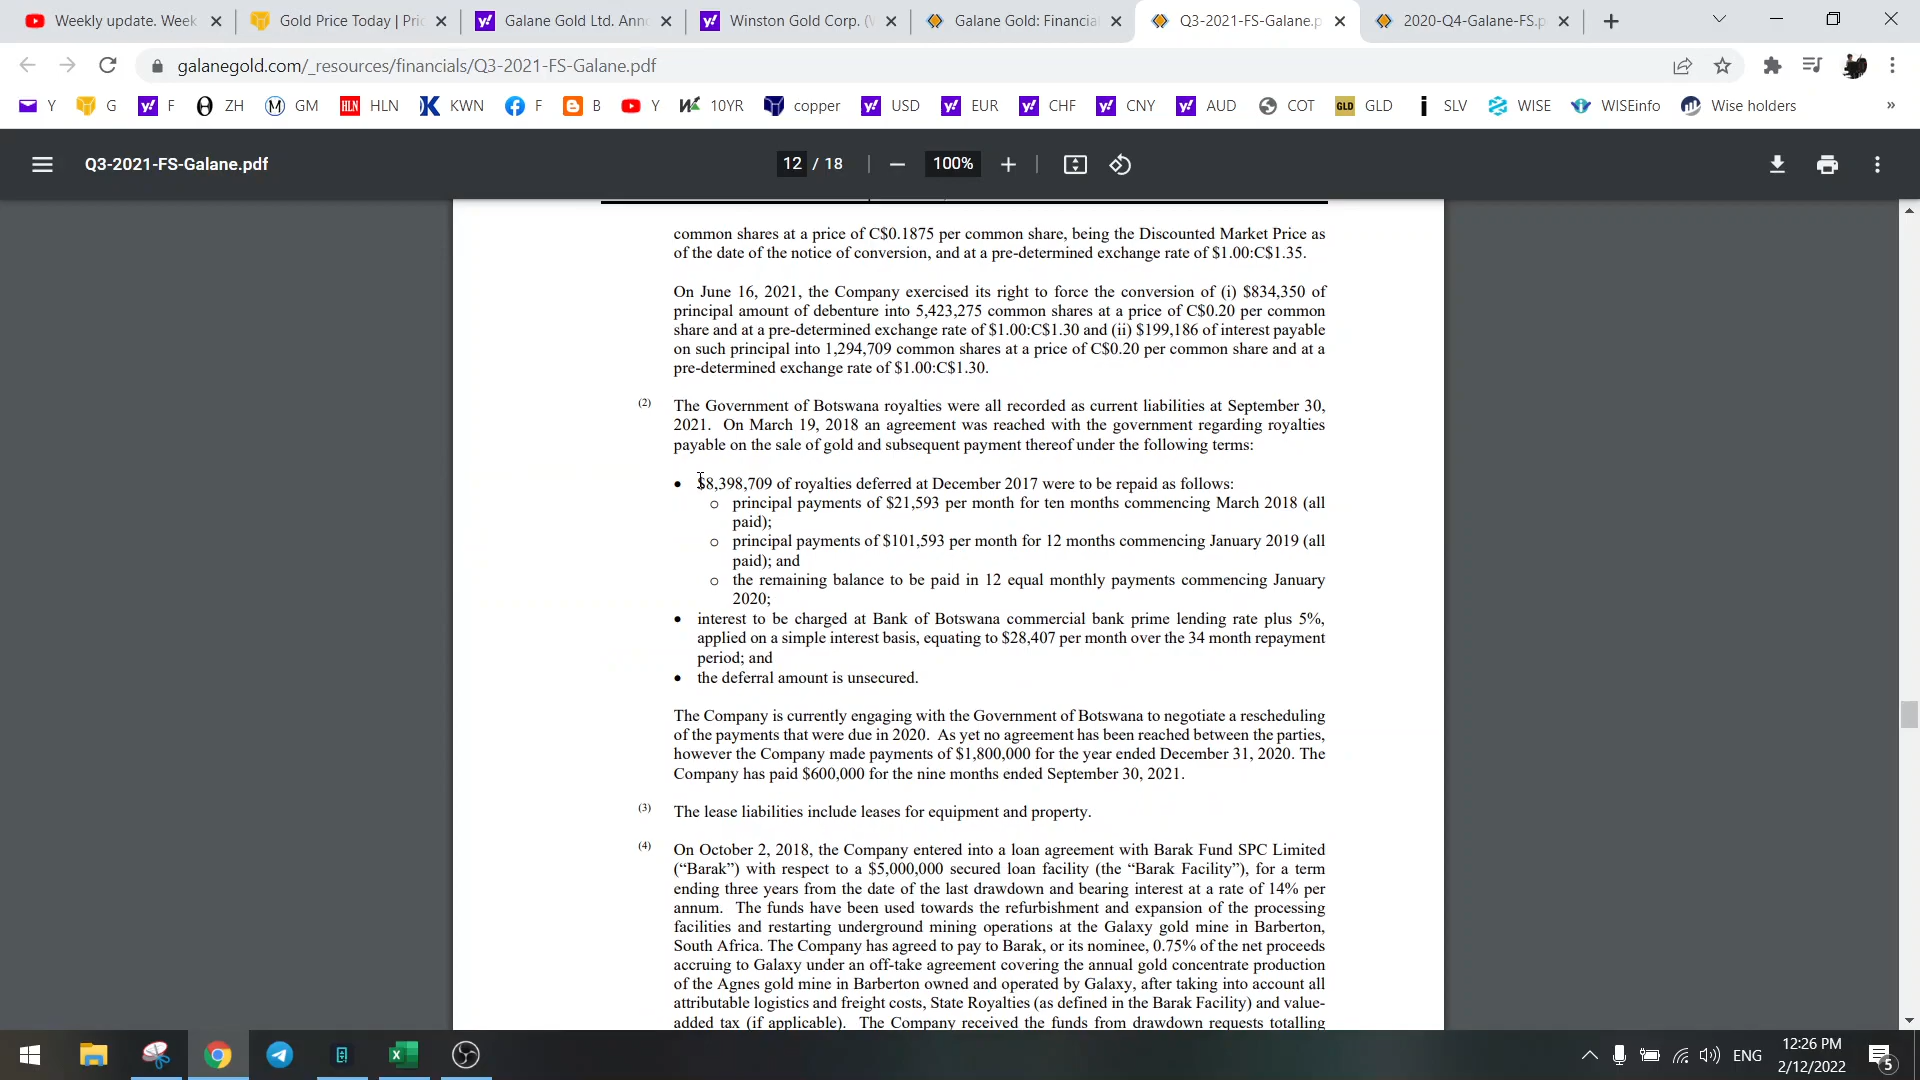 Weekly update. Week
Gold Price Today | Pric
Galane Gold Ltd. Anno
Winston Gold Corp. (W
Galane Gold: Financial
Q3-2021-FS-Galane.p
2020-Q4-Galane-FS.p
galanegold.com/_resources/financials/Q3-2021-FS-Galane.pdf
Y G F ZH GM HLN KWN F B Y 10YR copper USD EUR CHF CNY AUD COT GLD SLV WISE WISEinfo Wise holders »
Q3-2021-FS-Galane.pdf
12 / 18
100%
common shares at a price of C$0.1875 per common share, being the Discounted Market Price as
of the date of the notice of conversion, and at a pre-determined exchange rate of $1.00:C$1.35.
On June 16, 2021, the Company exercised its right to force the conversion of (i) $834,350 of
principal amount of debenture into 5,423,275 common shares at a price of C$0.20 per common
share and at a pre-determined exchange rate of $1.00:C$1.30 and (ii) $199,186 of interest payable
on such principal into 1,294,709 common shares at a price of C$0.20 per common share and at a
pre-determined exchange rate of $1.00:C$1.30.
(2) The Government of Botswana royalties were all recorded as current liabilities at September 30,
2021. On March 19, 2018 an agreement was reached with the government regarding royalties
payable on the sale of gold and subsequent payment thereof under the following terms:
• $8,398,709 of royalties deferred at December 2017 were to be repaid as follows:
o principal payments of $21,593 per month for ten months commencing March 2018 (all
paid);
o principal payments of $101,593 per month for 12 months commencing January 2019 (all
paid); and
o the remaining balance to be paid in 12 equal monthly payments commencing January
2020;
• interest to be charged at Bank of Botswana commercial bank prime lending rate plus 5%,
applied on a simple interest basis, equating to $28,407 per month over the 34 month repayment
period; and
• the deferral amount is unsecured.
The Company is currently engaging with the Government of Botswana to negotiate a rescheduling
of the payments that were due in 2020. As yet no agreement has been reached between the parties,
however the Company made payments of $1,800,000 for the year ended December 31, 2020. The
Company has paid $600,000 for the nine months ended September 30, 2021.
(3) The lease liabilities include leases for equipment and property.
(4) On October 2, 2018, the Company entered into a loan agreement with Barak Fund SPC Limited
(“Barak”) with respect to a $5,000,000 secured loan facility (the “Barak Facility”), for a term
ending three years from the date of the last drawdown and bearing interest at a rate of 14% per
annum. The funds have been used towards the refurbishment and expansion of the processing
facilities and restarting underground mining operations at the Galaxy gold mine in Barberton,
South Africa. The Company has agreed to pay to Barak, or its nominee, 0.75% of the net proceeds
accruing to Galaxy under an off-take agreement covering the annual gold concentrate production
of the Agnes gold mine in Barberton owned and operated by Galaxy, after taking into account all
attributable logistics and freight costs, State Royalties (as defined in the Barak Facility) and value-
added tax (if applicable). The Company received the funds from drawdown requests totalling
ENG
12:26 PM
2/12/2022
5